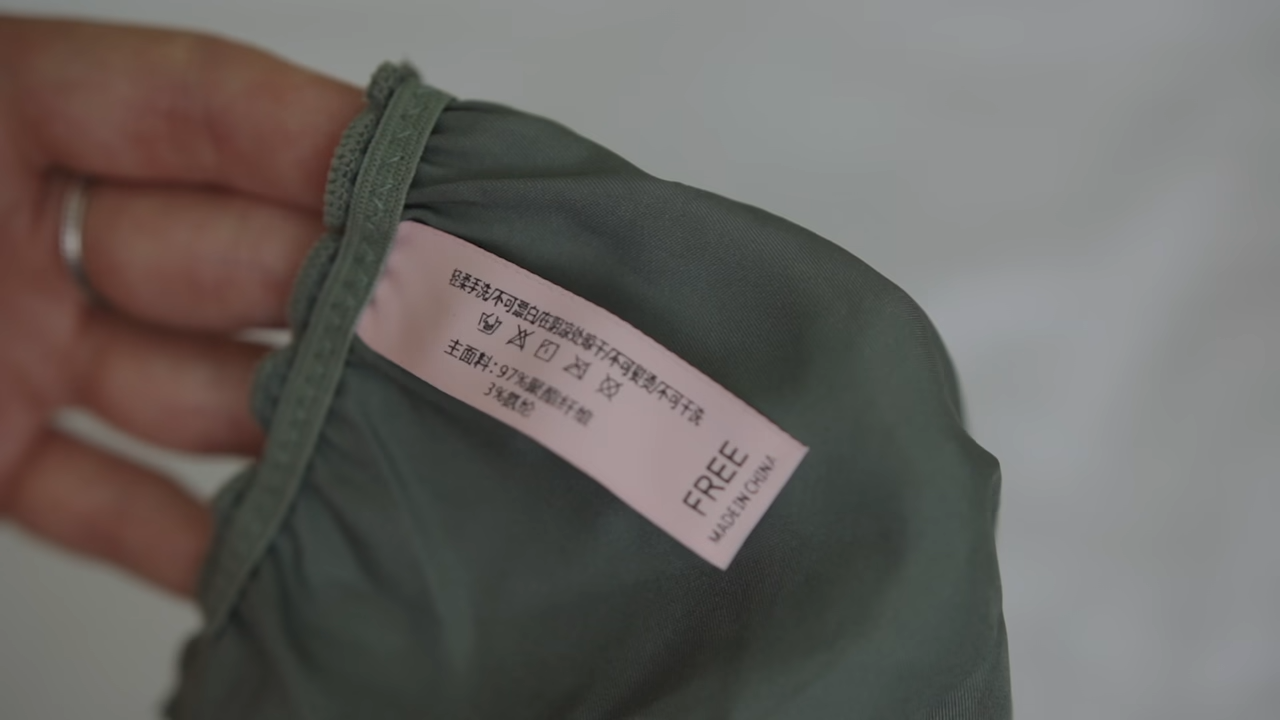 轻柔手洗/不可漂白/在阴凉处晾干/不可熨烫/不可干洗
主面料:97%聚酯纤维
3%氨纶
FREE
MADE IN CHINA